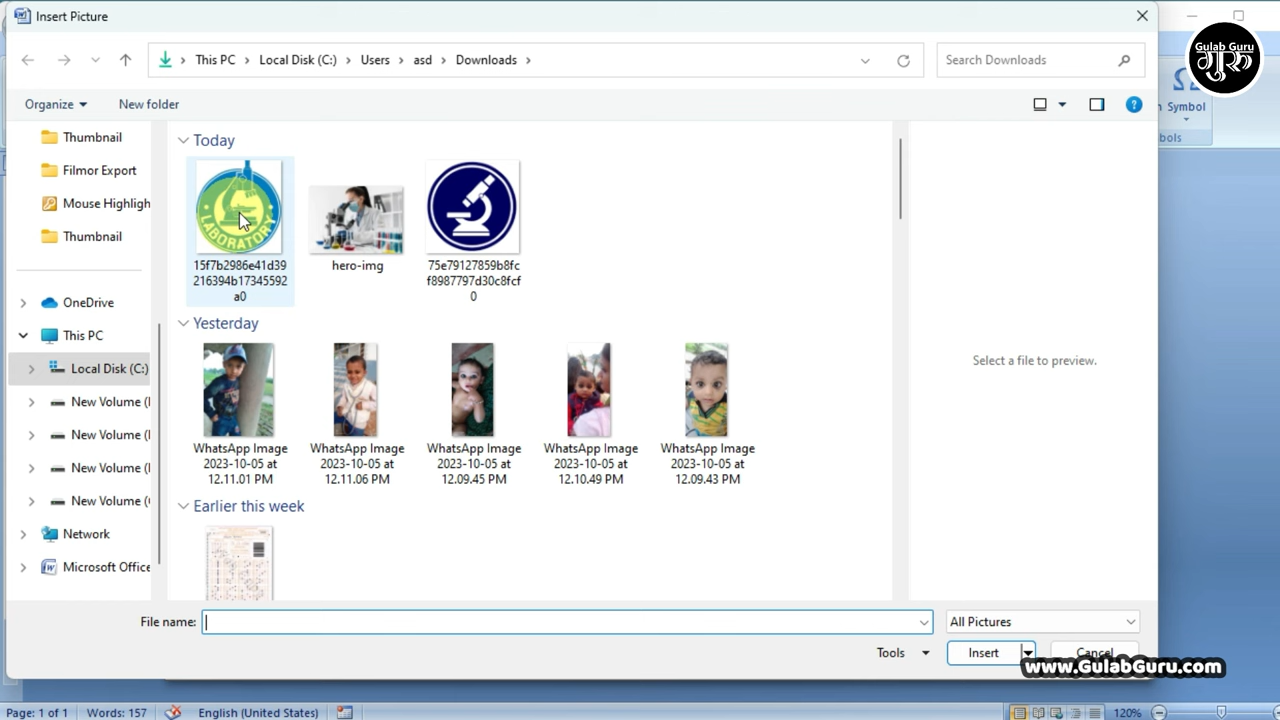 Insert Picture
Gulab Guru
गुरु
This PC Local Disk (C:) Users asd Downloads
Search Downloads
Organize
New folder
Symbol
bols
Thumbnail
Filmor Export
Mouse Highligh
Thumbnail
OneDrive
This PC
Local Disk (C:)
New Volume (
New Volume (
New Volume (
New Volume (
Network
Microsoft Office
Today
LABORATORY
15f7b2986e41d39
216394b17345592
a0
hero-img
75e79127859b8fc
f8987797d30c8fcf
0
Yesterday
WhatsApp Image
2023-10-05 at
12.11.01 PM
WhatsApp Image
2023-10-05 at
12.11.06 PM
WhatsApp Image
2023-10-05 at
12.09.45 PM
WhatsApp Image
2023-10-05 at
12.10.49 PM
WhatsApp Image
2023-10-05 at
12.09.43 PM
Earlier this week
Select a file to preview.
File name:
All Pictures
Tools
Insert
Cancel
www.GulabGuru.com
Page: 1 of 1
Words: 157
English (United States)
120%